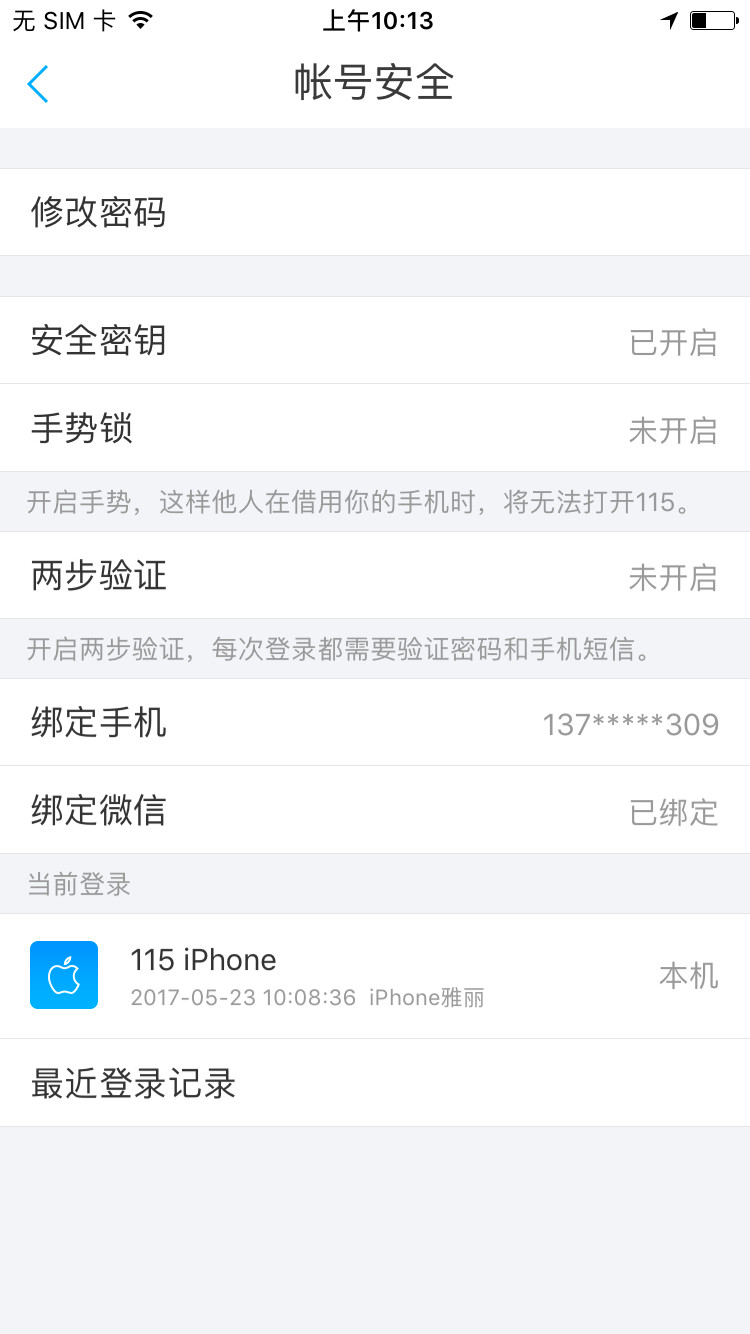 无 SIM 卡 上午10:13
帐号安全
修改密码
安全密钥 已开启
手势锁 未开启
开启手势，这样他人在借用你的手机时，将无法打开115。
两步验证 未开启
开启两步验证，每次登录都需要验证密码和手机短信。
绑定手机 137*****309
绑定微信 已绑定
当前登录
115 iPhone 本机
2017-05-23 10:08:36 iPhone雅丽
最近登录记录